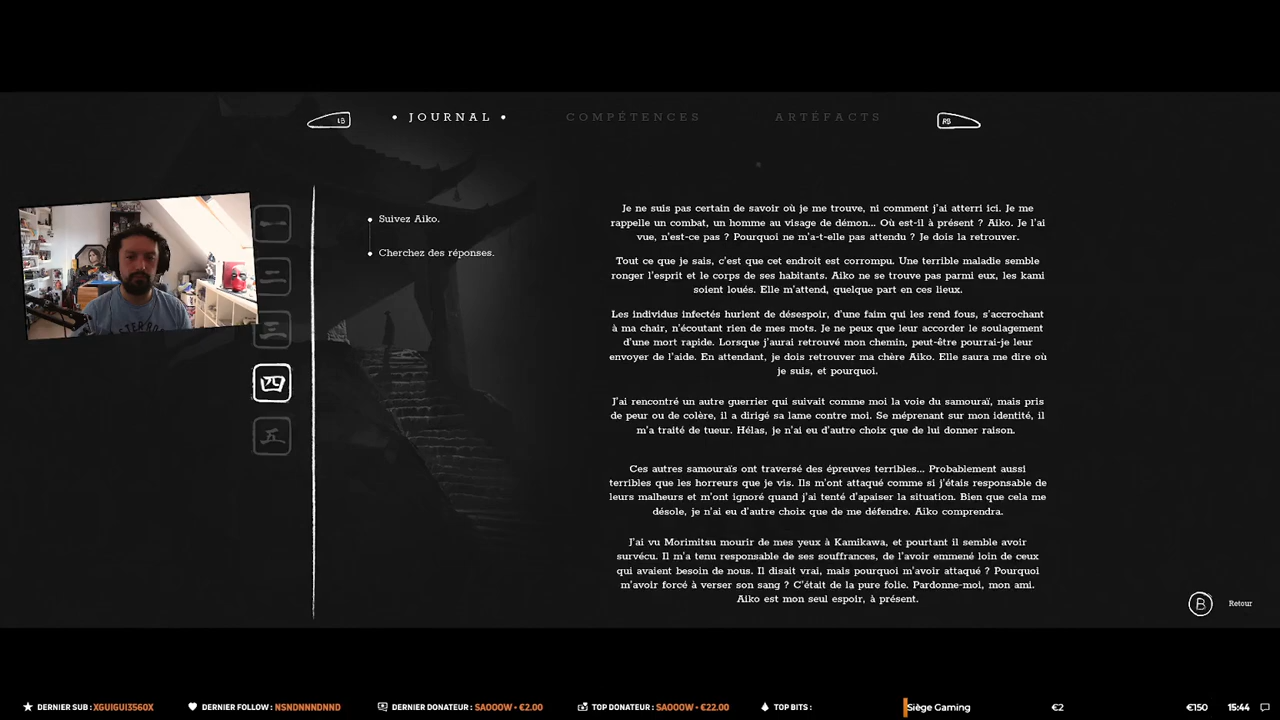 LB
• JOURNAL •
COMPÉTENCES
ARTÉFACTS
RB
一
二
三
四
五
Suivez Aiko.
Cherchez des réponses.
Je ne suis pas certain de savoir où je me trouve, ni comment j'ai atterri ici. Je me
rappelle un combat, un homme au visage de démon... Où est-il à présent ? Aiko. Je l'ai
vue, n'est-ce pas ? Pourquoi ne m'a-t-elle pas attendu ? Je dois la retrouver.
Tout ce que je sais, c'est que cet endroit est corrompu. Une terrible maladie semble
ronger l'esprit et le corps de ses habitants. Aiko ne se trouve pas parmi eux, les kami
soient loués. Elle m'attend, quelque part en ces lieux.
Les individus infectés hurlent de désespoir, d'une faim qui les rend fous, s'accrochant
à ma chair, n'écoutant rien de mes mots. Je ne peux que leur accorder le soulagement
d'une mort rapide. Lorsque j'aurai retrouvé mon chemin, peut-être pourrai-je leur
envoyer de l'aide. En attendant, je dois retrouver ma chère Aiko. Elle saura me dire où
je suis, et pourquoi.
J'ai rencontré un autre guerrier qui suivait comme moi la voie du samouraï, mais pris
de peur ou de colère, il a dirigé sa lame contre moi. Se méprenant sur mon identité, il
m'a traité de tueur. Hélas, je n'ai eu d'autre choix que de lui donner raison.
Ces autres samouraïs ont traversé des épreuves terribles... Probablement aussi
terribles que les horreurs que je vis. Ils m'ont attaqué comme si j'étais responsable de
leurs malheurs et m'ont ignoré quand j'ai tenté d'apaiser la situation. Bien que cela me
désole, je n'ai eu d'autre choix que de me défendre. Aiko comprendra.
J'ai vu Morimitsu mourir de mes yeux à Kamikawa, et pourtant il semble avoir
survécu. Il m'a tenu responsable de ses souffrances, de l'avoir emmené loin de ceux
qui avaient besoin de nous. Il disait vrai, mais pourquoi m'avoir attaqué ? Pourquoi
m'avoir forcé à verser son sang ? C'était de la pure folie. Pardonne-moi, mon ami.
Aiko est mon seul espoir, à présent.
B Retour
DERNIER SUB : XGUIGUI3560X DERNIER FOLLOW : NSNDNNNDNND DERNIER DONATEUR : SAOOOW • €2.00 TOP DONATEUR : SAOOOW • €22.00 TOP BITS : Siège Gaming €2 €150 15:44